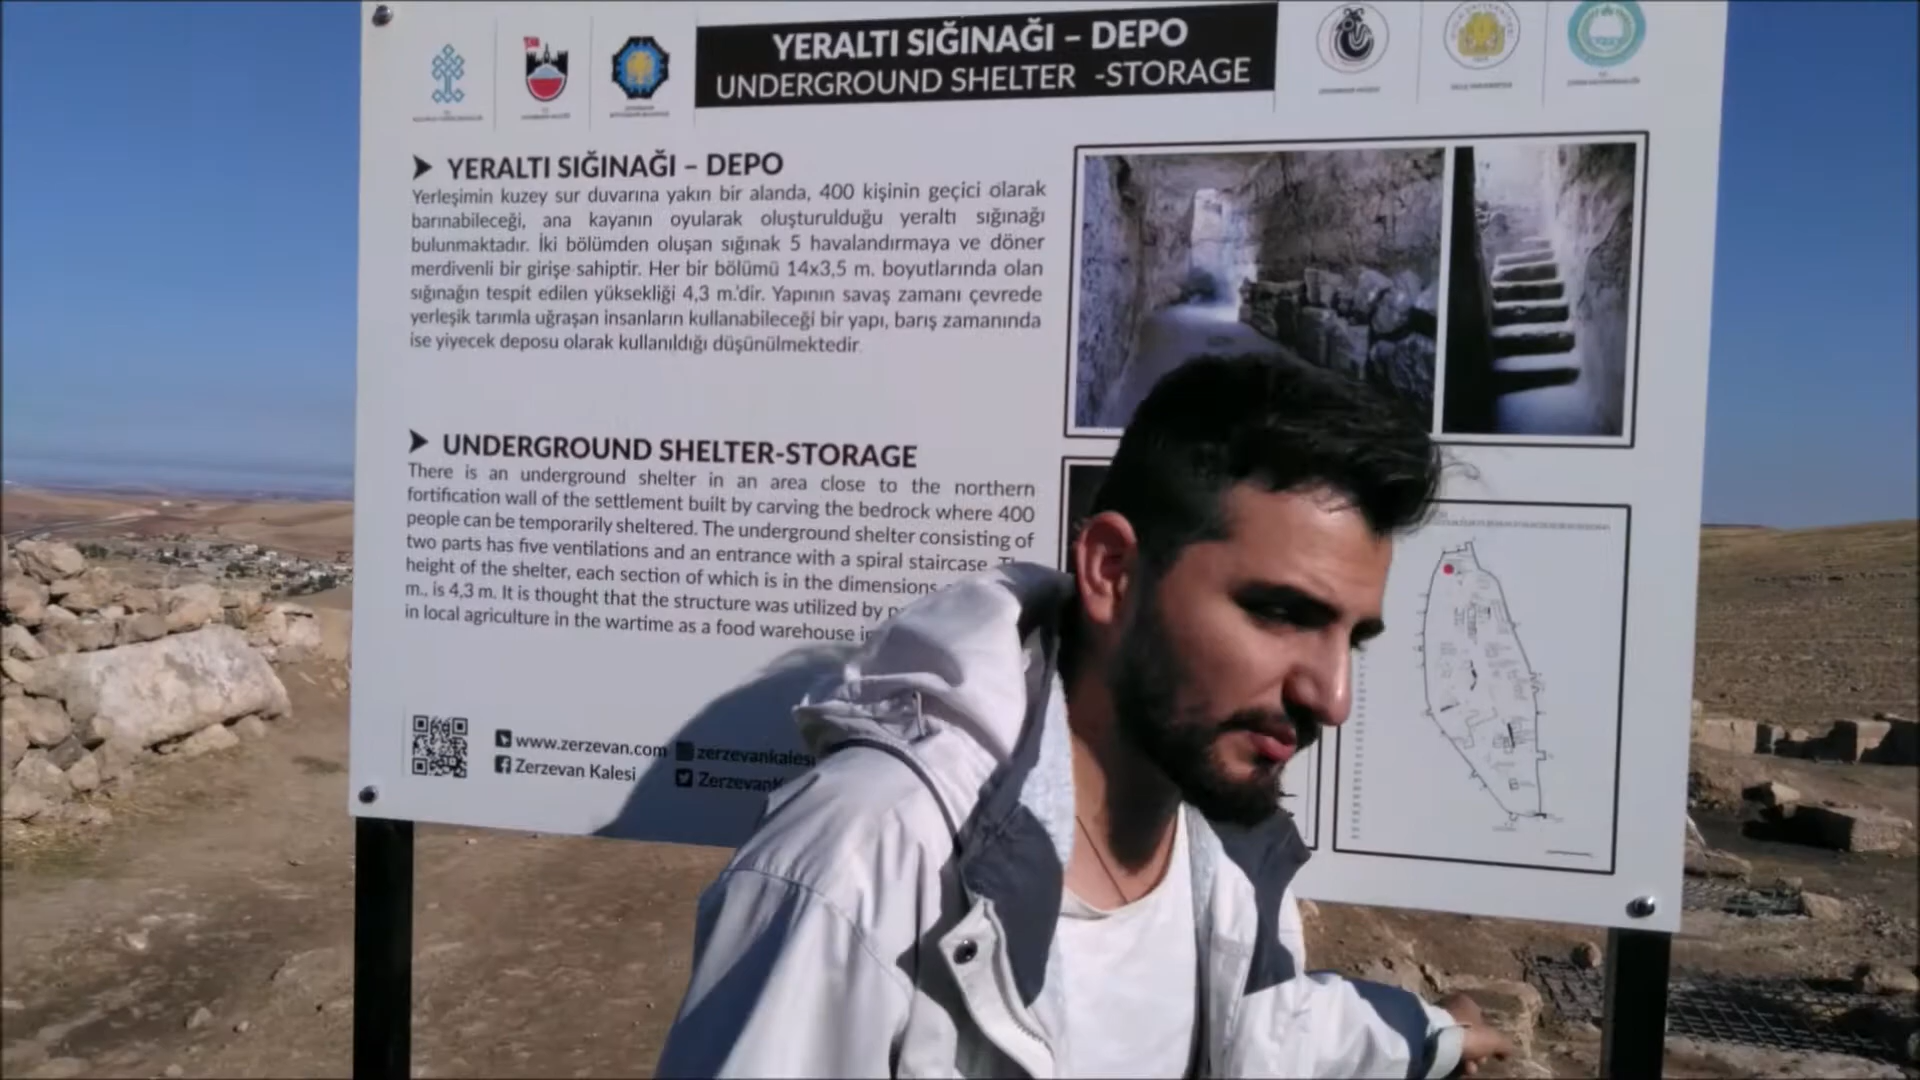 YERALTI SIĞINAĞI – DEPO
UNDERGROUND SHELTER -STORAGE
YERALTI SIĞINAĞI – DEPO
Yerleşimin kuzey sur duvarına yakın bir alanda, 400 kişinin geçici olarak
barınabileceği, ana kayanın oyularak oluşturulduğu yeraltı sığınağı
bulunmaktadır. İki bölümden oluşan sığınak 5 havalandırmaya ve döner
merdivenli bir girişe sahiptir. Her bir bölümü 14x3,5 m. boyutlarında olan
sığınağın tespit edilen yüksekliği 4,3 m.'dir. Yapının savaş zamanı çevrede
yerleşik tarımla uğraşan insanların kullanabileceği bir yapı, barış zamanında
ise yiyecek deposu olarak kullanıldığı düşünülmektedir.
UNDERGROUND SHELTER-STORAGE
There is an underground shelter in an area close to the northern
fortification wall of the settlement built by carving the bedrock where 400
people can be temporarily sheltered. The underground shelter consisting of
two parts has five ventilations and an entrance with a spiral staircase.
height of the shelter, each section of which is in the dimensions
m., is 4,3 m. It is thought that the structure was utilized by
in local agriculture in the wartime as a food warehouse
www.zerzevan.com zerzevankalesi
Zerzevan Kalesi